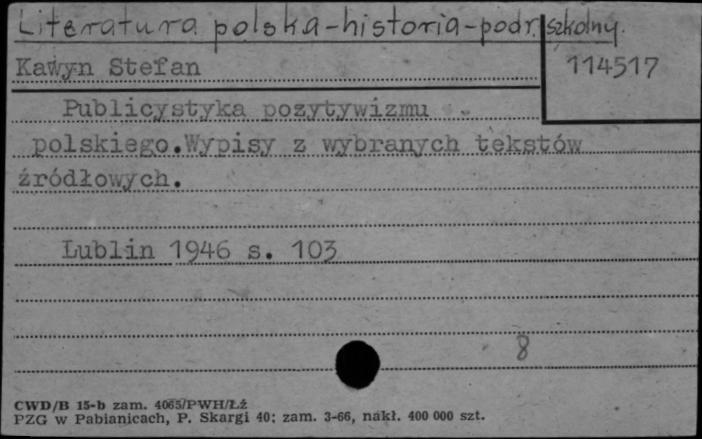 Literatura polska-historia-podr. szkolny.
Kawyn Stefan
114517
Publicystyka pozytywizmu
polskiego.Wypisy z wybranych tekstów
źródłowych.
Lublin 1946 s. 103
8
CWD/B 15-b zam. 4065/PWH/Łź
PZG w Pabianicach, P. Skargi 40; zam. 3-66, nakł. 400 000 szt.